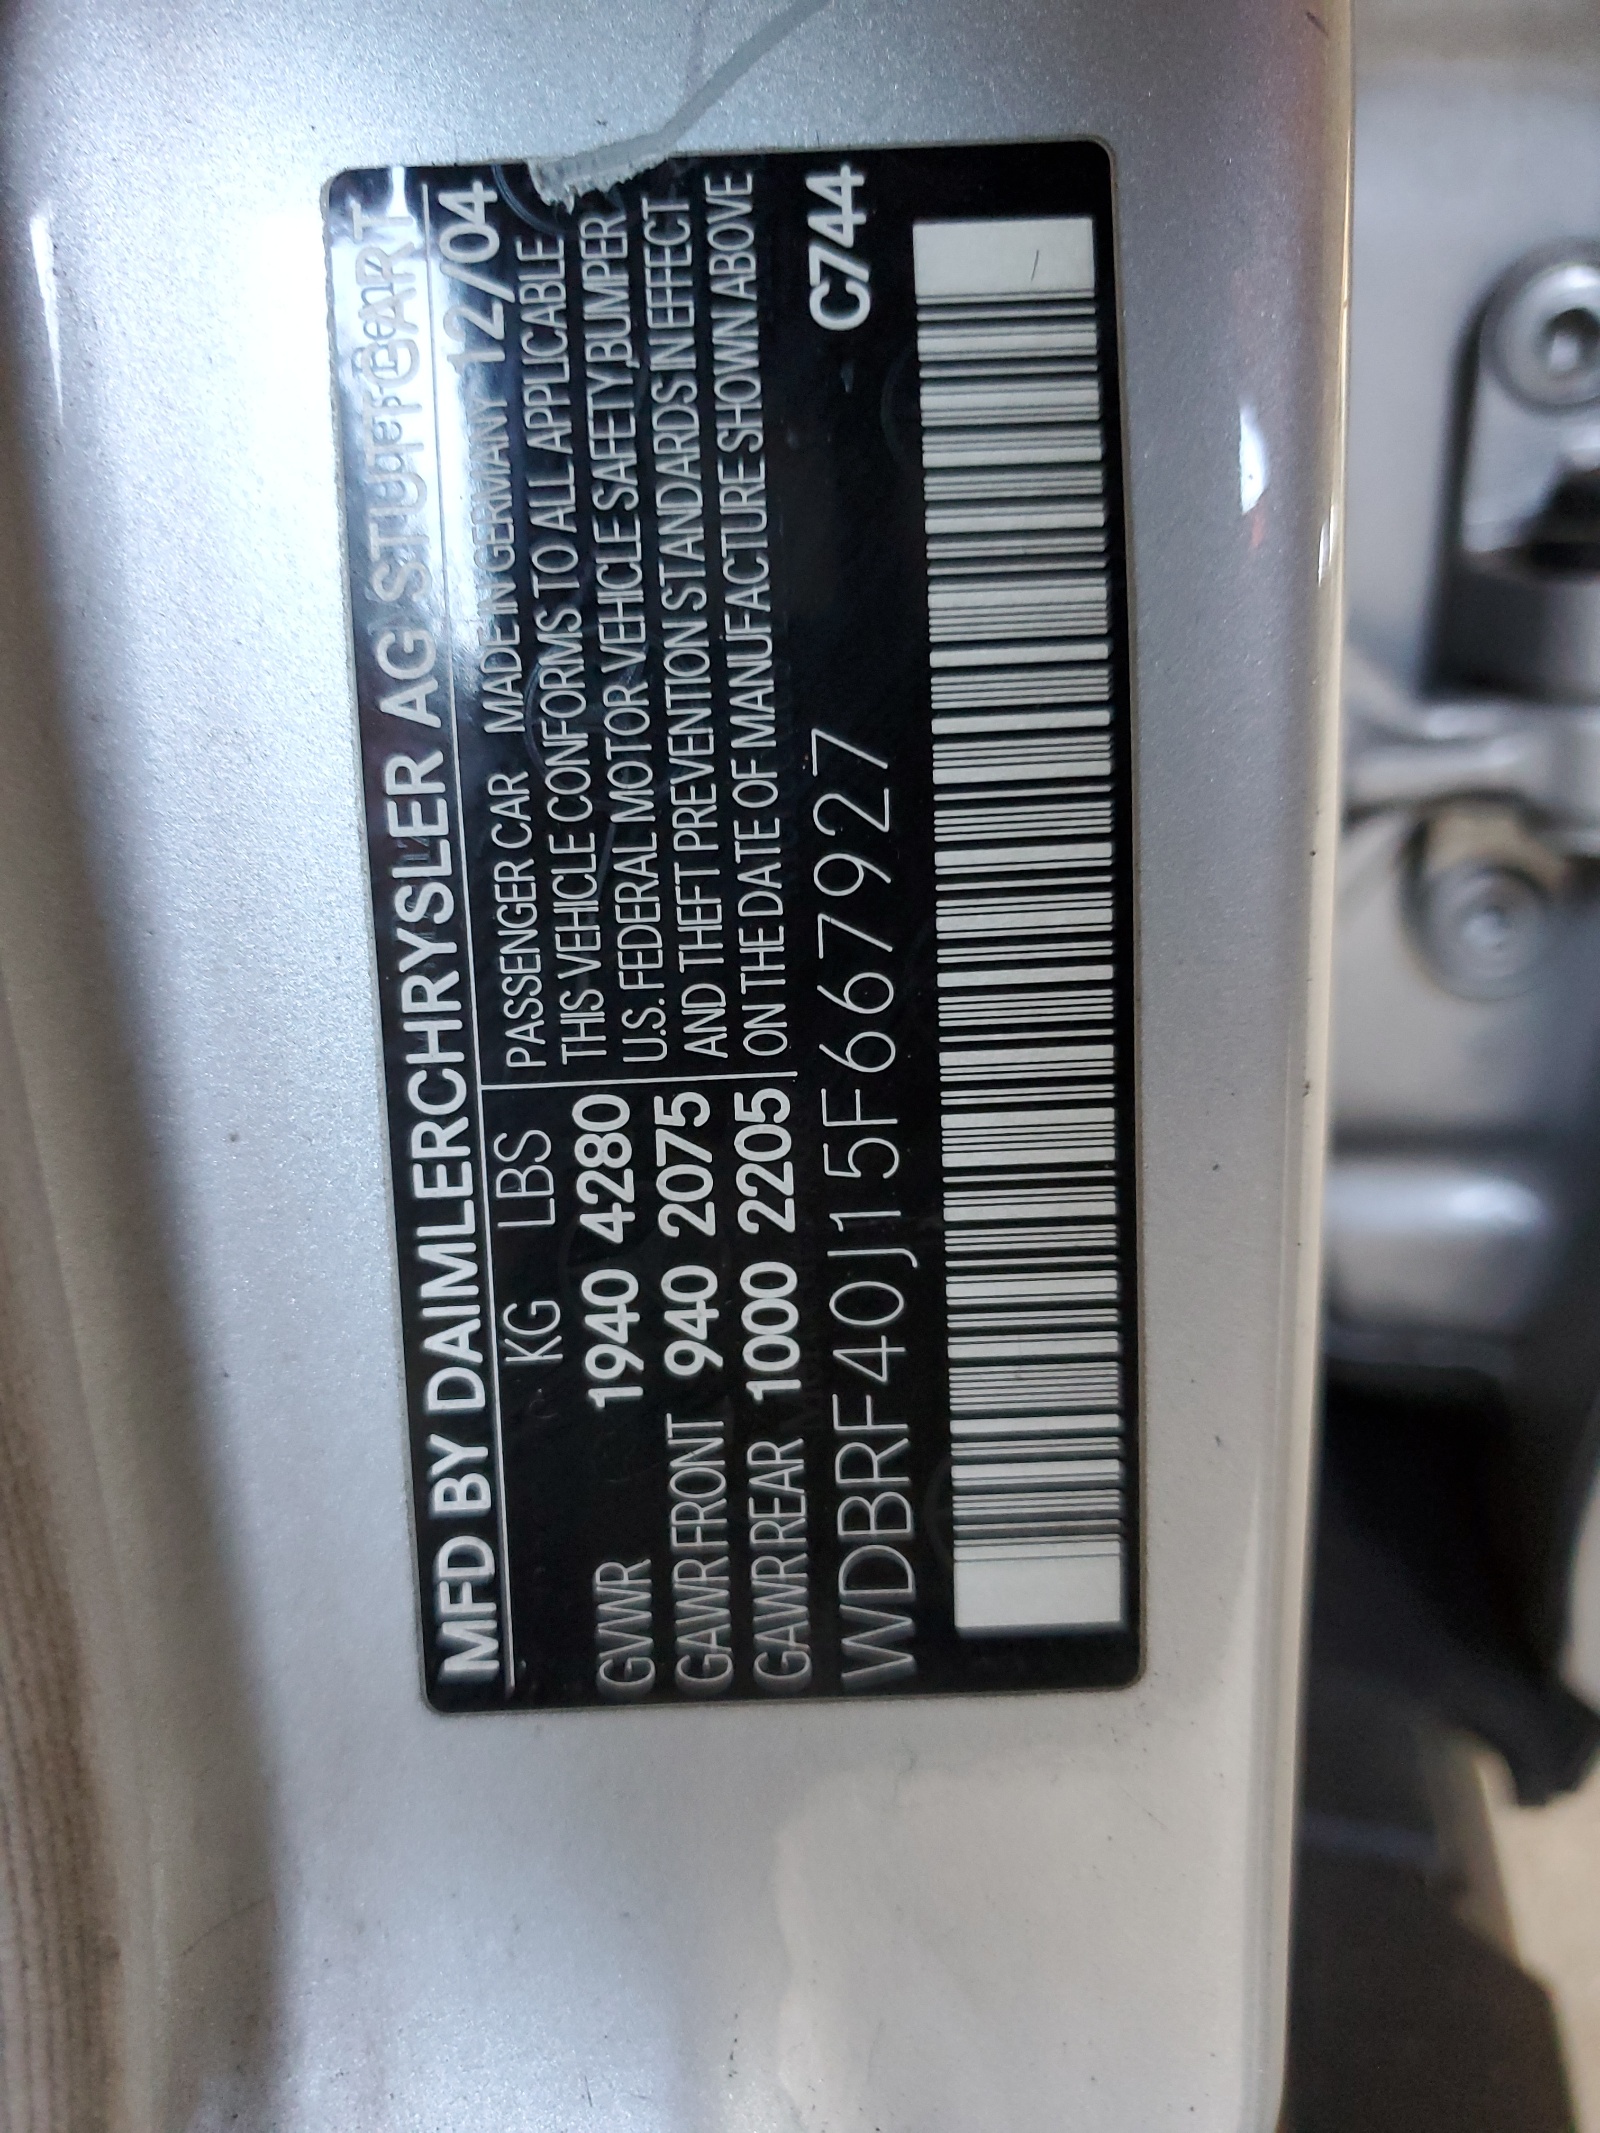 MFD BY DAIMLERCHRYSLER AG STUTTGART
KG LBS PASSENGER CAR MADE IN GERMANY 12/04
GVWR 1940 4280 THIS VEHICLE CONFORMS TO ALL APPLICABLE
U.S. FEDERAL MOTOR VEHICLE SAFETY,BUMPER
GAWR FRONT 940 2075 AND THEFT PREVENTION STANDARDS IN EFFECT
GAWR REAR 1000 2205 ON THE DATE OF MANUFACTURE SHOWN ABOVE
WDBRF40J15F667927 C744